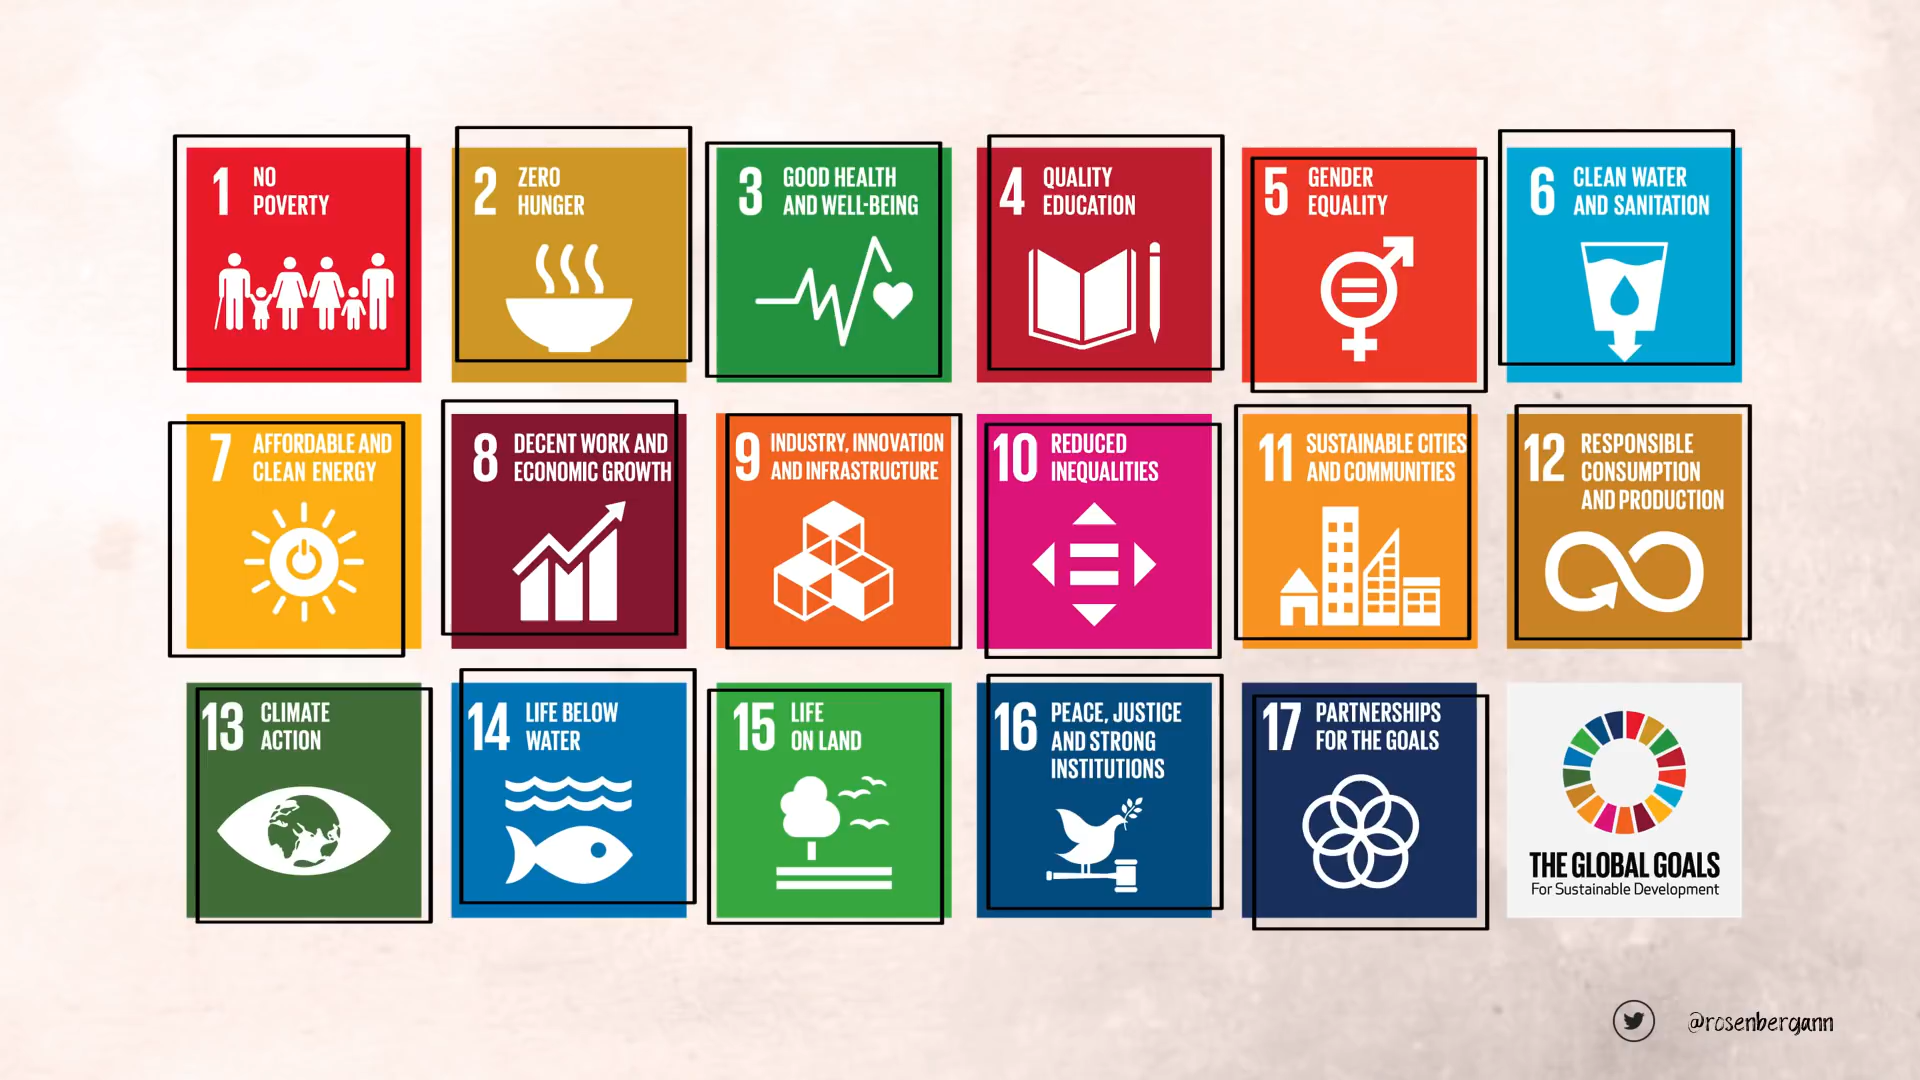 1 NO
POVERTY
2 ZERO
HUNGER
3 GOOD HEALTH
AND WELL-BEING
4 QUALITY
EDUCATION
5 GENDER
EQUALITY
6 CLEAN WATER
AND SANITATION
7 AFFORDABLE AND
CLEAN ENERGY
8 DECENT WORK AND
ECONOMIC GROWTH
9 INDUSTRY, INNOVATION
AND INFRASTRUCTURE
10 REDUCED
INEQUALITIES
11 SUSTAINABLE CITIES
AND COMMUNITIES
12 RESPONSIBLE
CONSUMPTION
AND PRODUCTION
13 CLIMATE
ACTION
14 LIFE BELOW
WATER
15 LIFE
ON LAND
16 PEACE, JUSTICE
AND STRONG
INSTITUTIONS
17 PARTNERSHIPS
FOR THE GOALS
THE GLOBAL GOALS
For Sustainable Development
@rosenbergann